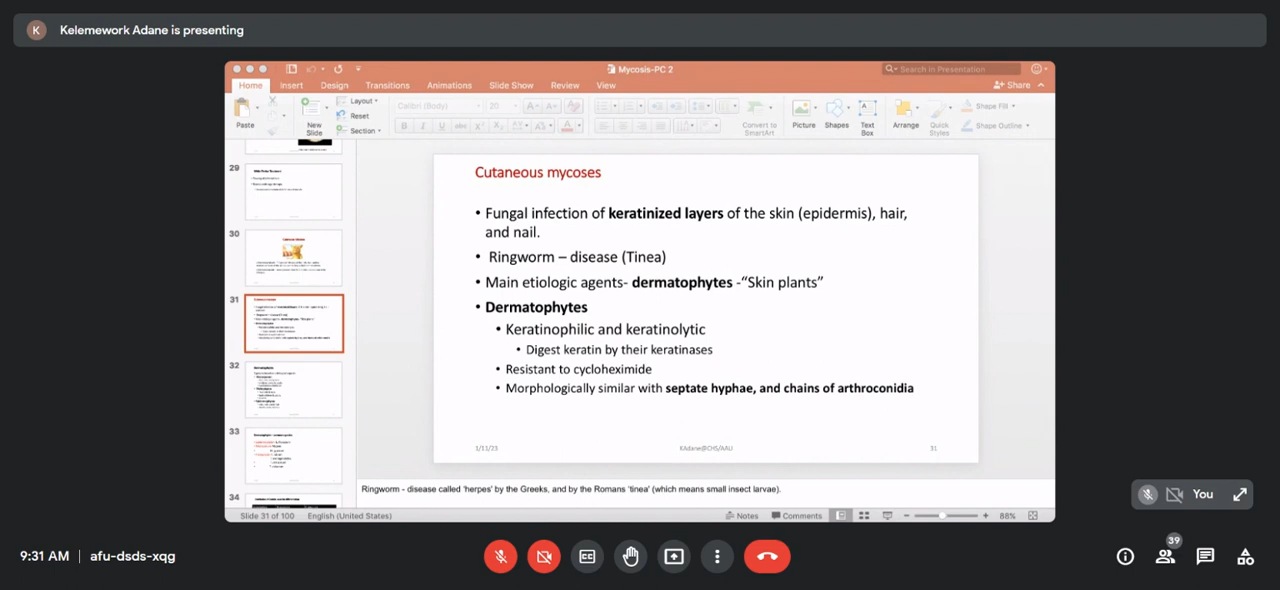 K Kelemework Adane is presenting
Mycosis-PC 2
Search in Presentation
Home Insert Design Transitions Animations Slide Show Review View
Share
Paste
New
Slide
Layout
Reset
Section
Calibri (Body) 20
Convert to
SmartArt
Picture
Shapes
Text
Box
Arrange
Quick
Styles
Shape Fill
Shape Outline
29
30
31
32
33
34
Cutaneous mycoses
• Fungal infection of keratinized layers of the skin (epidermis), hair,
and nail.
• Ringworm – disease (Tinea)
• Main etiologic agents- dermatophytes -“Skin plants”
• Dermatophytes
• Keratinophilic and keratinolytic
• Digest keratin by their keratinases
• Resistant to cycloheximide
• Morphologically similar with septate hyphae, and chains of arthroconidia
1/11/23 KAdane@CHS/AAU 31
Ringworm - disease called 'herpes' by the Greeks, and by the Romans 'tinea' (which means small insect larvae).
Slide 31 of 100 English (United States) Notes Comments 88%
You
9:31 AM | afu-dsds-xqg
39